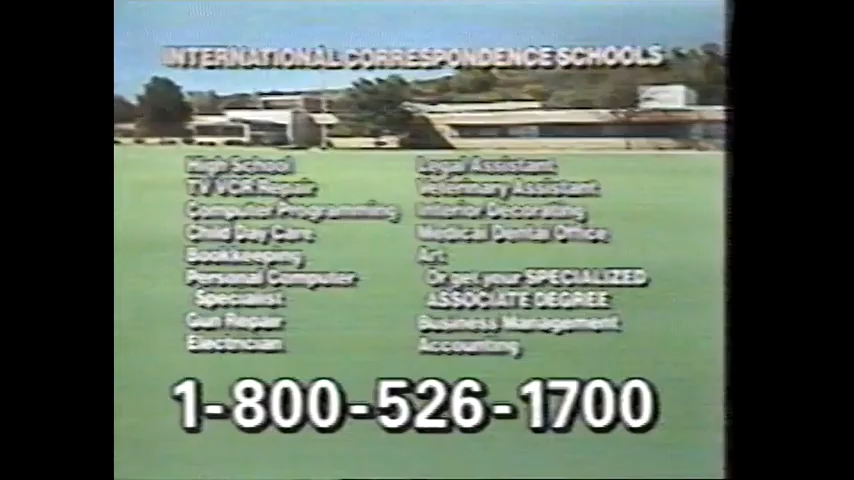 INTERNATIONAL CORRESPONDENCE SCHOOLS
High School
TV VCR Repair
Computer Programming
Child Day Care
Bookkeeping
Personal Computer
Specialist
Gun Repair
Electrician
Legal Assistant
Veterinary Assistant
Interior Decorating
Medical Dental Office
Art
Or get your SPECIALIZED
ASSOCIATE DEGREE
Business Management
Accounting
1-800-526-1700